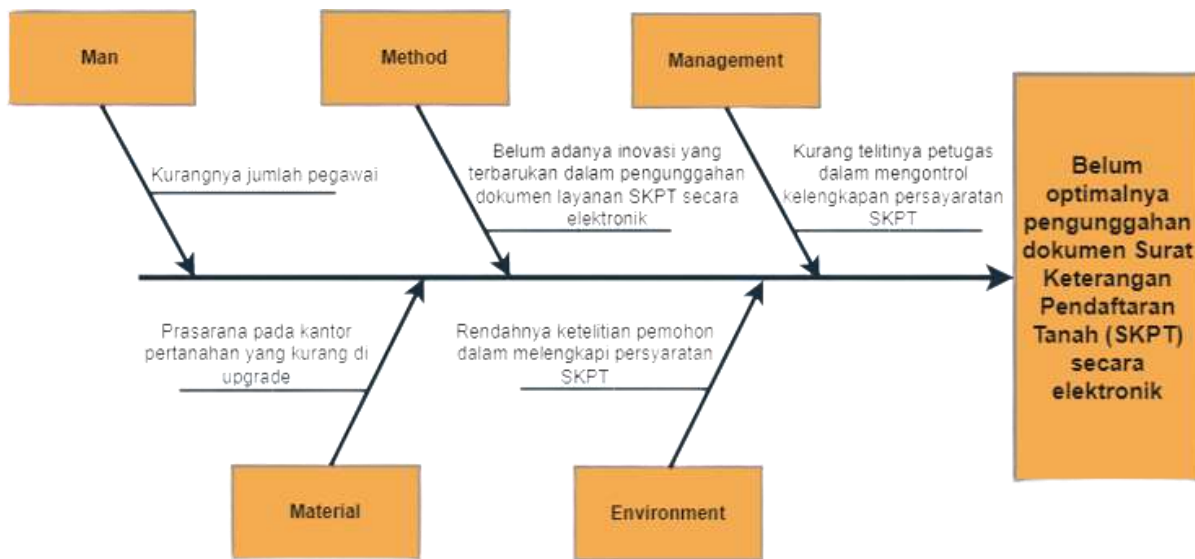 Man
Method
Management
Kurangnya jumlah pegawai
Belum adanya inovasi yang
terbarukan dalam pengunggahan
dokumen layanan SKPT secara
elektronik
Kurang telitinya petugas
dalam mengontrol
kelengkapan persayaratan
SKPT
Belum
optimalnya
pengunggahan
dokumen Surat
Keterangan
Pendaftaran
Tanah (SKPT)
secara
elektronik
Prasarana pada kantor
pertanahan yang kurang di
upgrade
Rendahnya ketelitian pemohon
dalam melengkapi persyaratan
SKPT
Material
Environment